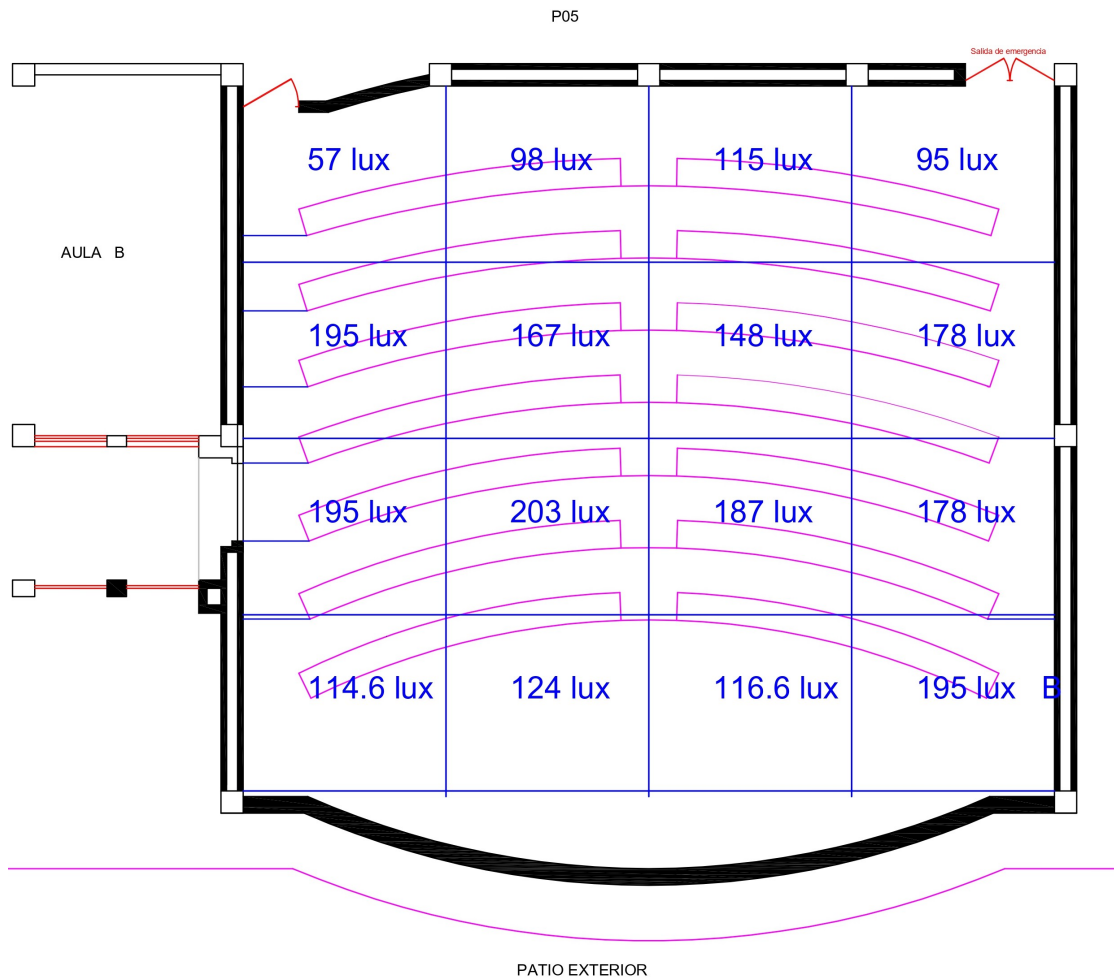 P05
Salida de emergencia
57 lux 98 lux 115 lux 95 lux
AULA B
195 lux 167 lux 148 lux 178 lux
195 lux 203 lux 187 lux 178 lux
114.6 lux 124 lux 116.6 lux 195 lux B
PATIO EXTERIOR